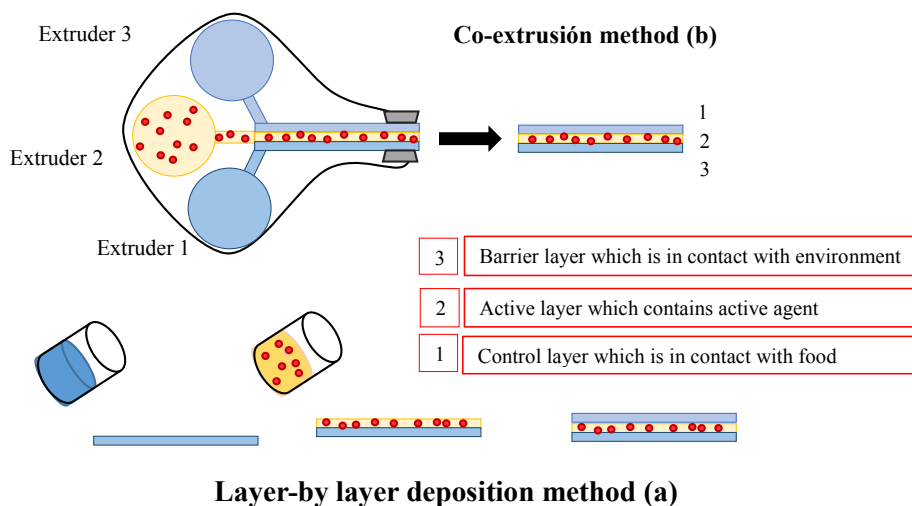 Extruder 3
Co-extrusión method (b)
1
2
3
Extruder 2
Extruder 1
3 Barrier layer which is in contact with environment
2 Active layer which contains active agent
1 Control layer which is in contact with food
Layer-by layer deposition method (a)